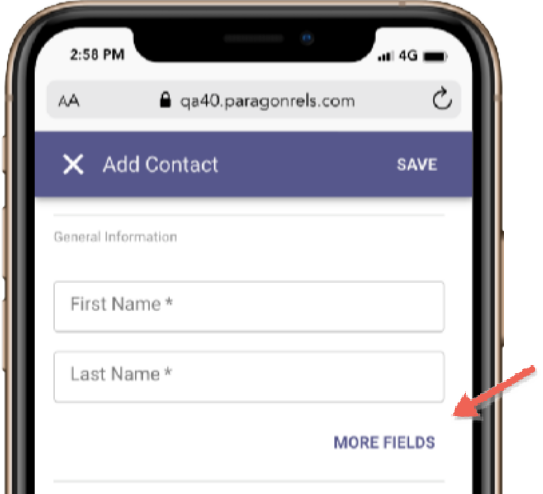 2:58 PM
4G
AA
qa40.paragonrels.com
Add Contact
SAVE
General Information
First Name *
Last Name *
MORE FIELDS